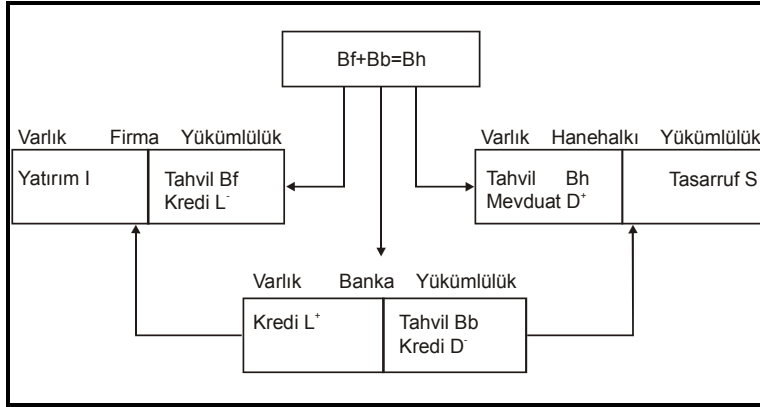 Bf+Bb=Bh
Varlık Firma Yükümlülük
Yatırım I
Tahvil Bf
Kredi L⁻
Varlık Hanehalkı Yükümlülük
Tahvil Bh
Mevduat D⁺
Tasarruf S
Varlık Banka Yükümlülük
Kredi L⁺
Tahvil Bb
Kredi D⁻